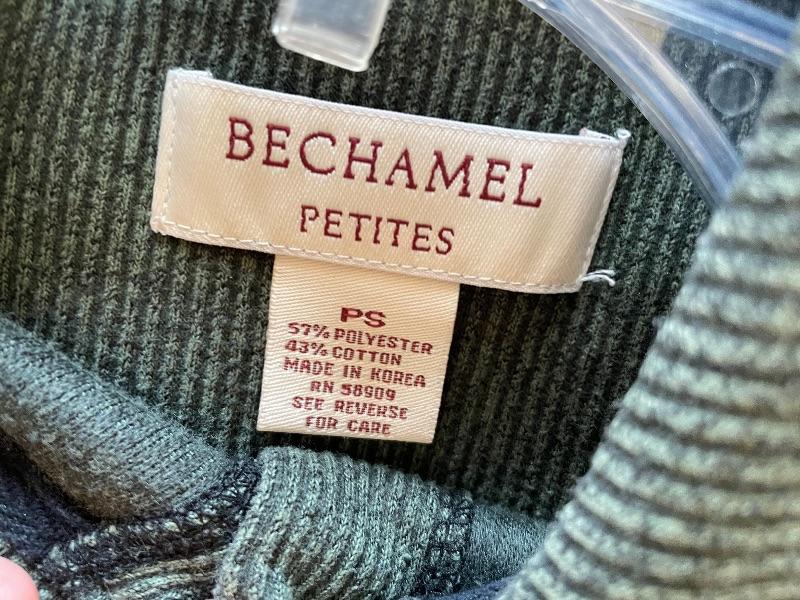 BECHAMEL
PETITES
PS
57% POLYESTER
43% COTTON
MADE IN KOREA
RN 58909
SEE REVERSE
FOR CARE